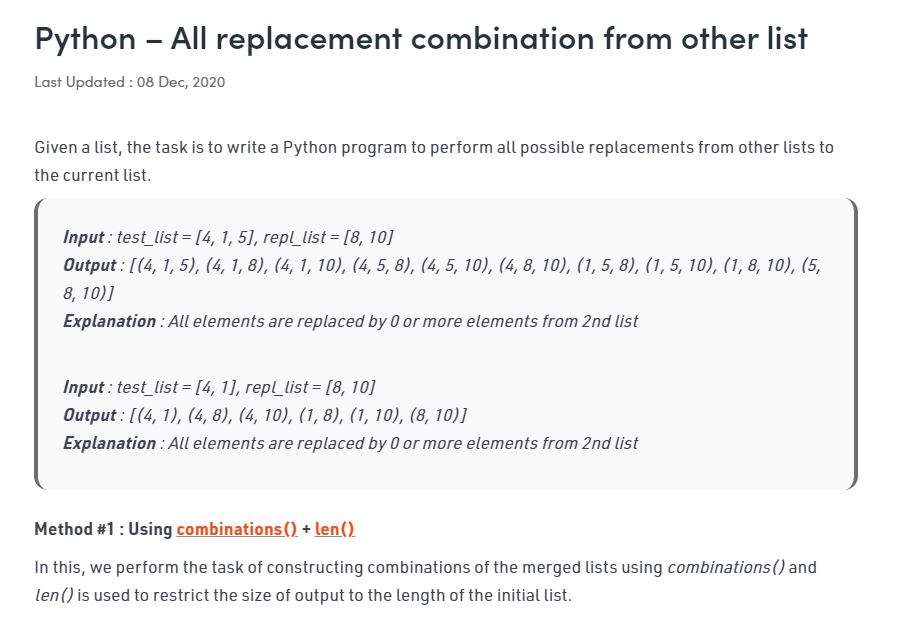 Python – All replacement combination from other list
Last Updated : 08 Dec, 2020
Given a list, the task is to write a Python program to perform all possible replacements from other lists to
the current list.
Input : test_list = [4, 1, 5], repl_list = [8, 10]
Output : [(4, 1, 5), (4, 1, 8), (4, 1, 10), (4, 5, 8), (4, 5, 10), (4, 8, 10), (1, 5, 8), (1, 5, 10), (1, 8, 10), (5,
8, 10)]
Explanation : All elements are replaced by 0 or more elements from 2nd list
Input : test_list = [4, 1], repl_list = [8, 10]
Output : [(4, 1), (4, 8), (4, 10), (1, 8), (1, 10), (8, 10)]
Explanation : All elements are replaced by 0 or more elements from 2nd list
Method #1 : Using combinations() + len()
In this, we perform the task of constructing combinations of the merged lists using combinations() and
len() is used to restrict the size of output to the length of the initial list.